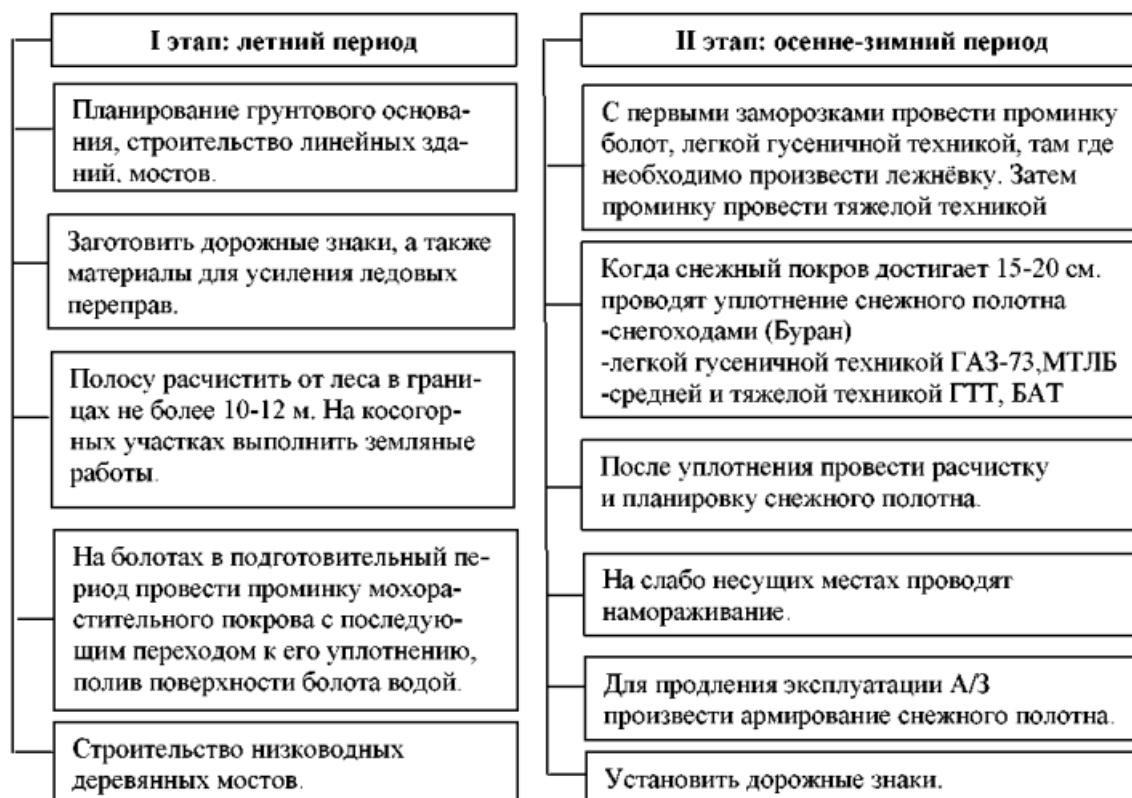 I этап: летний период
Планирование грунтового основа-
ния, строительство линейных зда-
ний, мостов.
Заготовить дорожные знаки, а также
материалы для усиления ледовых
переправ.
Полосу расчистить от леса в грани-
цах не более 10-12 м. На косогор-
ных участках выполнить земляные
работы.
На болотах в подготовительный пе-
риод провести проминку мохора-
стительного покрова с последую-
щим переходом к его уплотнению,
полив поверхности болота водой.
Строительство низководных
деревянных мостов.
II этап: осенне-зимний период
С первыми заморозками провести проминку
болот, легкой гусеничной техникой, там где
необходимо произвести лежнёвку. Затем
проминку провести тяжелой техникой
Когда снежный покров достигает 15-20 см.
проводят уплотнение снежного полотна
-снегоходами (Буран)
-легкой гусеничной техникой ГАЗ-73,МТЛБ
-средней и тяжелой техникой ГТТ, БАТ
После уплотнения провести расчистку
и планировку снежного полотна.
На слабо несущих местах проводят
намораживание.
Для продления эксплуатации А/З
произвести армирование снежного полотна.
Установить дорожные знаки.